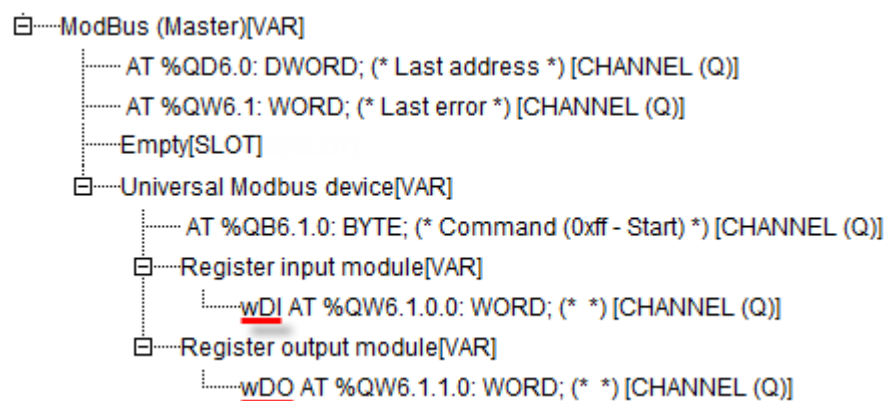 ModBus (Master)[VAR]
AT %QD6.0: DWORD; (* Last address *) [CHANNEL (Q)]
AT %QW6.1: WORD; (* Last error *) [CHANNEL (Q)]
Empty[SLOT]
Universal Modbus device[VAR]
AT %QB6.1.0: BYTE; (* Command (0xff - Start) *) [CHANNEL (Q)]
Register input module[VAR]
wDI AT %QW6.1.0.0: WORD; (* *) [CHANNEL (Q)]
Register output module[VAR]
wDO AT %QW6.1.1.0: WORD; (* *) [CHANNEL (Q)]